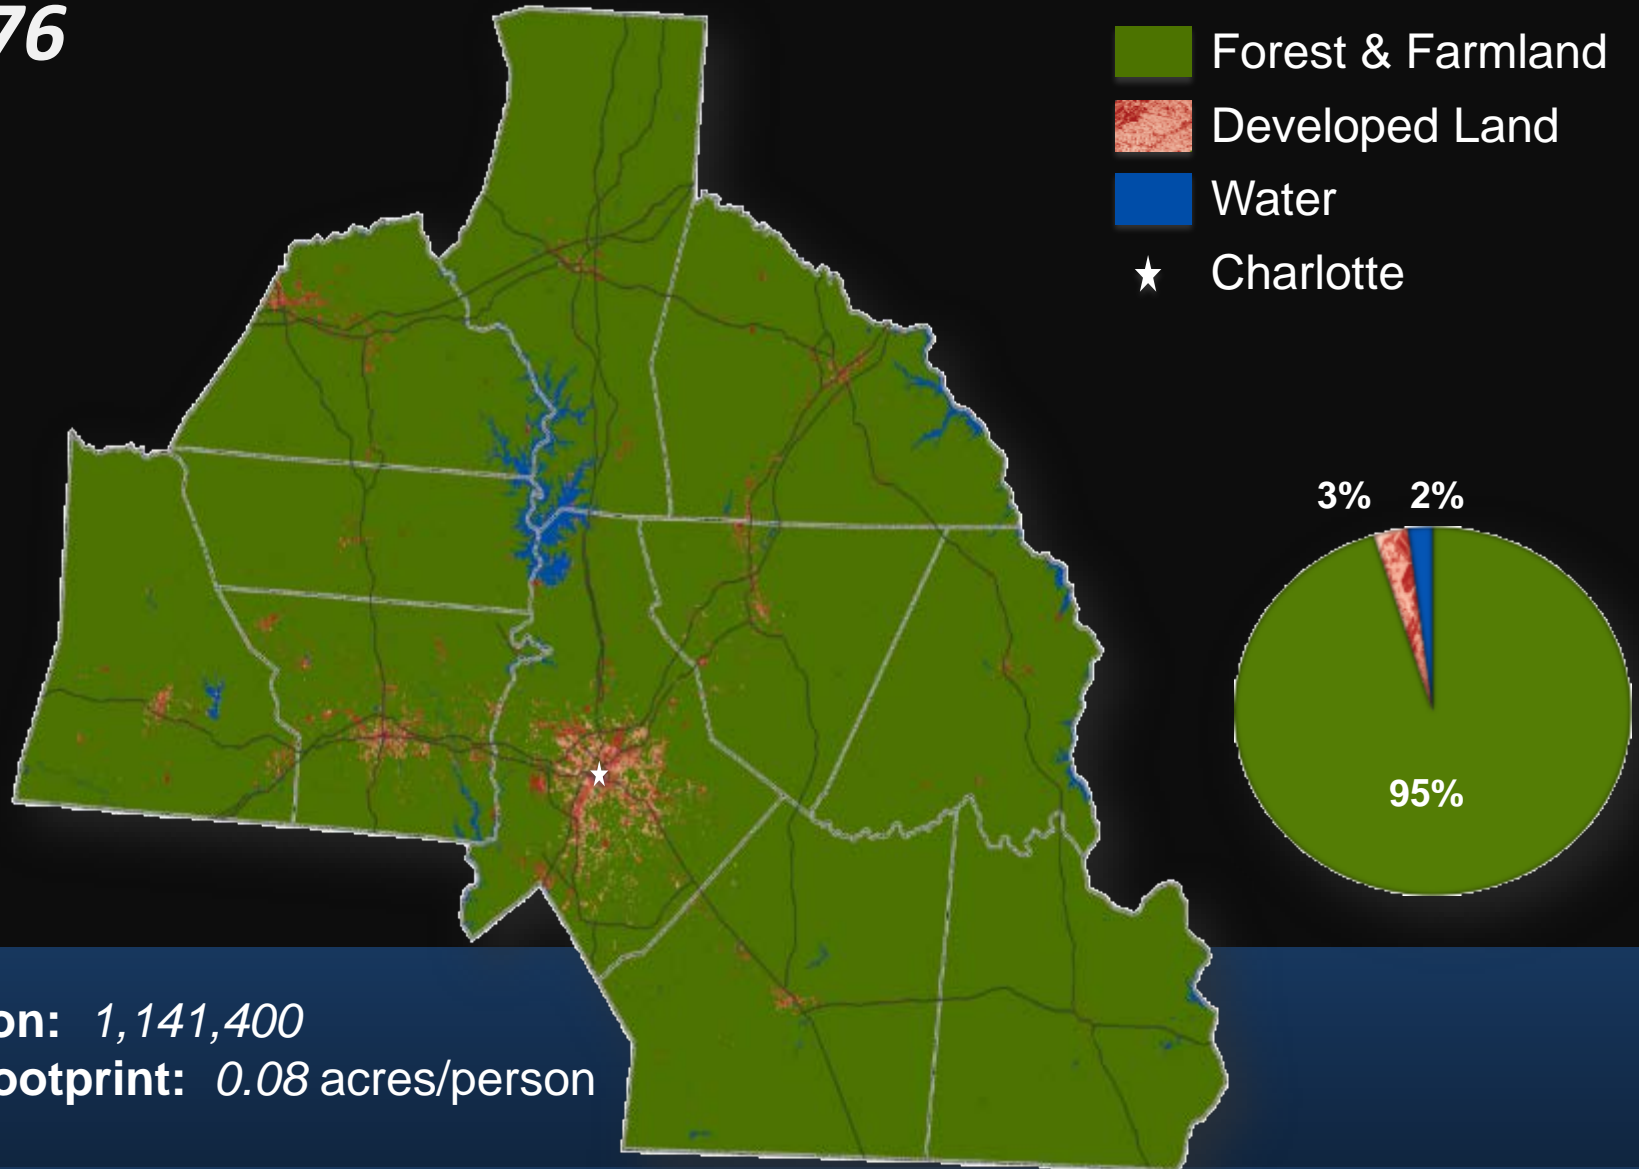 76
Forest & Farmland
Developed Land
Water
Charlotte
3% 2%
95%
on: 1,141,400
ootprint: 0.08 acres/person